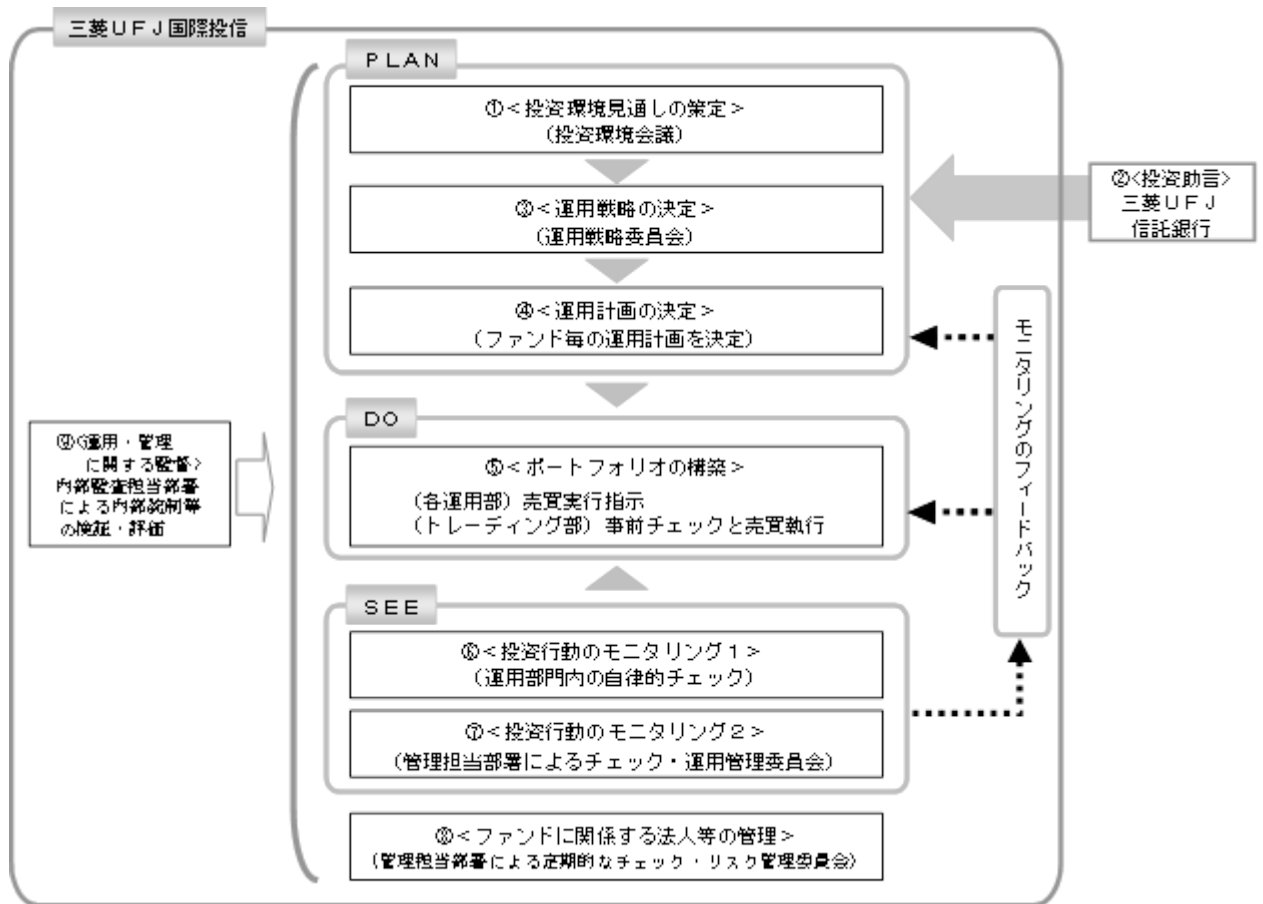 三菱ＵＦＪ国際投信
ＰＬＡＮ
①＜投資環境見通しの策定＞
（投資環境会議）
②<投資助言>
三菱ＵＦＪ
信託銀行
③＜運用戦略の決定＞
（運用戦略委員会）
④＜運用計画の決定＞
（ファンド毎の運用計画を決定）
モニタリングのフィードバック
ＤＯ
⑤＜ポートフォリオの構築＞
（各運用部）売買実行指示
（トレーディング部）事前チェックと売買執行
⑨<運用・管理
に関する監督>
内部監査担当部署
による内部統制等
の検証・評価
ＳＥＥ
⑥＜投資行動のモニタリング１＞
（運用部門内の自律的チェック）
⑦＜投資行動のモニタリング２＞
（管理担当部署によるチェック・運用管理委員会）
⑧＜ファンドに関係する法人等の管理＞
（管理担当部署による定期的なチェック・リスク管理委員会）